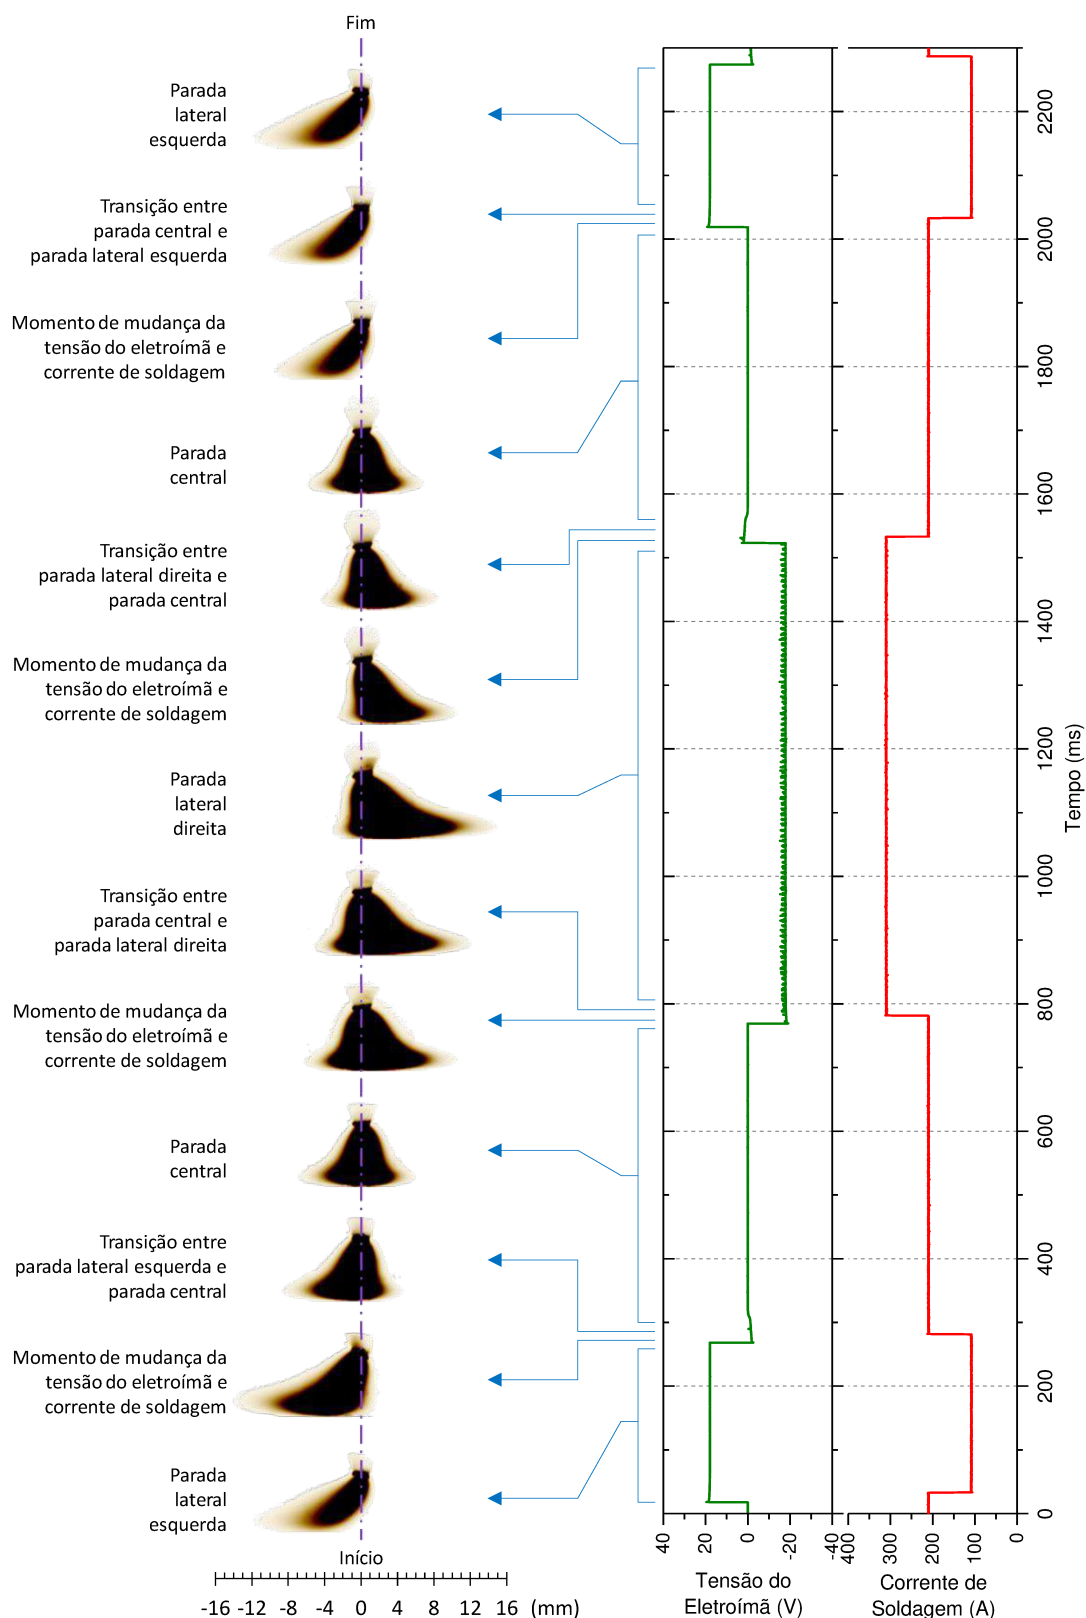 Fim
Parada
lateral
esquerda
Transição entre
parada central e
parada lateral esquerda
Momento de mudança da
tensão do eletroímã e
corrente de soldagem
Parada
central
Transição entre
parada lateral direita e
parada central
Momento de mudança da
tensão do eletroímã e
corrente de soldagem
Parada
lateral
direita
Transição entre
parada central e
parada lateral direita
Momento de mudança da
tensão do eletroímã e
corrente de soldagem
Parada
central
Transição entre
parada lateral esquerda e
parada central
Momento de mudança da
tensão do eletroímã e
corrente de soldagem
Parada
lateral
esquerda
Início
-16 -12 -8 -4 0 4 8 12 16 (mm)
40 20 0 -20 -40
Tensão do
Eletroímã (V)
400 300 200 100 0
Corrente de
Soldagem (A)
0 200 400 600 800 1000 1200 1400 1600 1800 2000 2200
Tempo (ms)